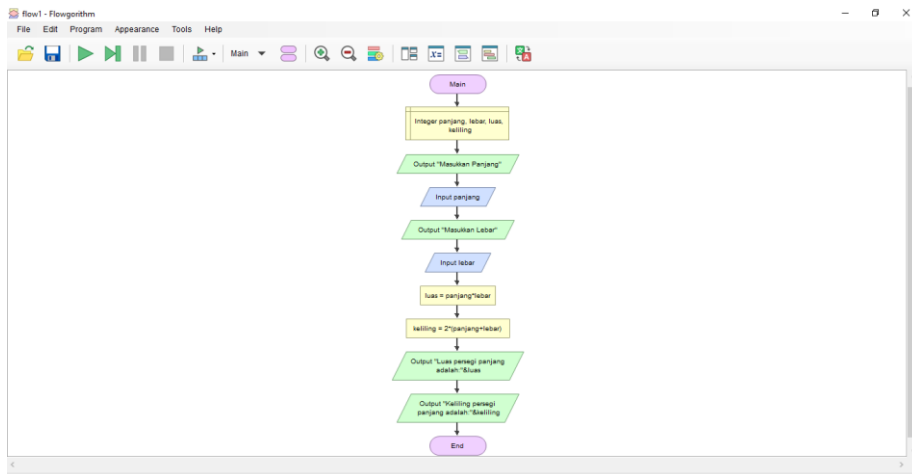 flow1 - Flowgorithm
File Edit Program Appearance Tools Help
Main
Main
Integer panjang, lebar, luas,
keliling
Output "Masukkan Panjang"
Input panjang
Output "Masukkan Lebar"
Input lebar
luas = panjang*lebar
keliling = 2*(panjang+lebar)
Output "Luas persegi panjang
adalah:"&luas
Output "Keliling persegi
panjang adalah:"&keliling
End